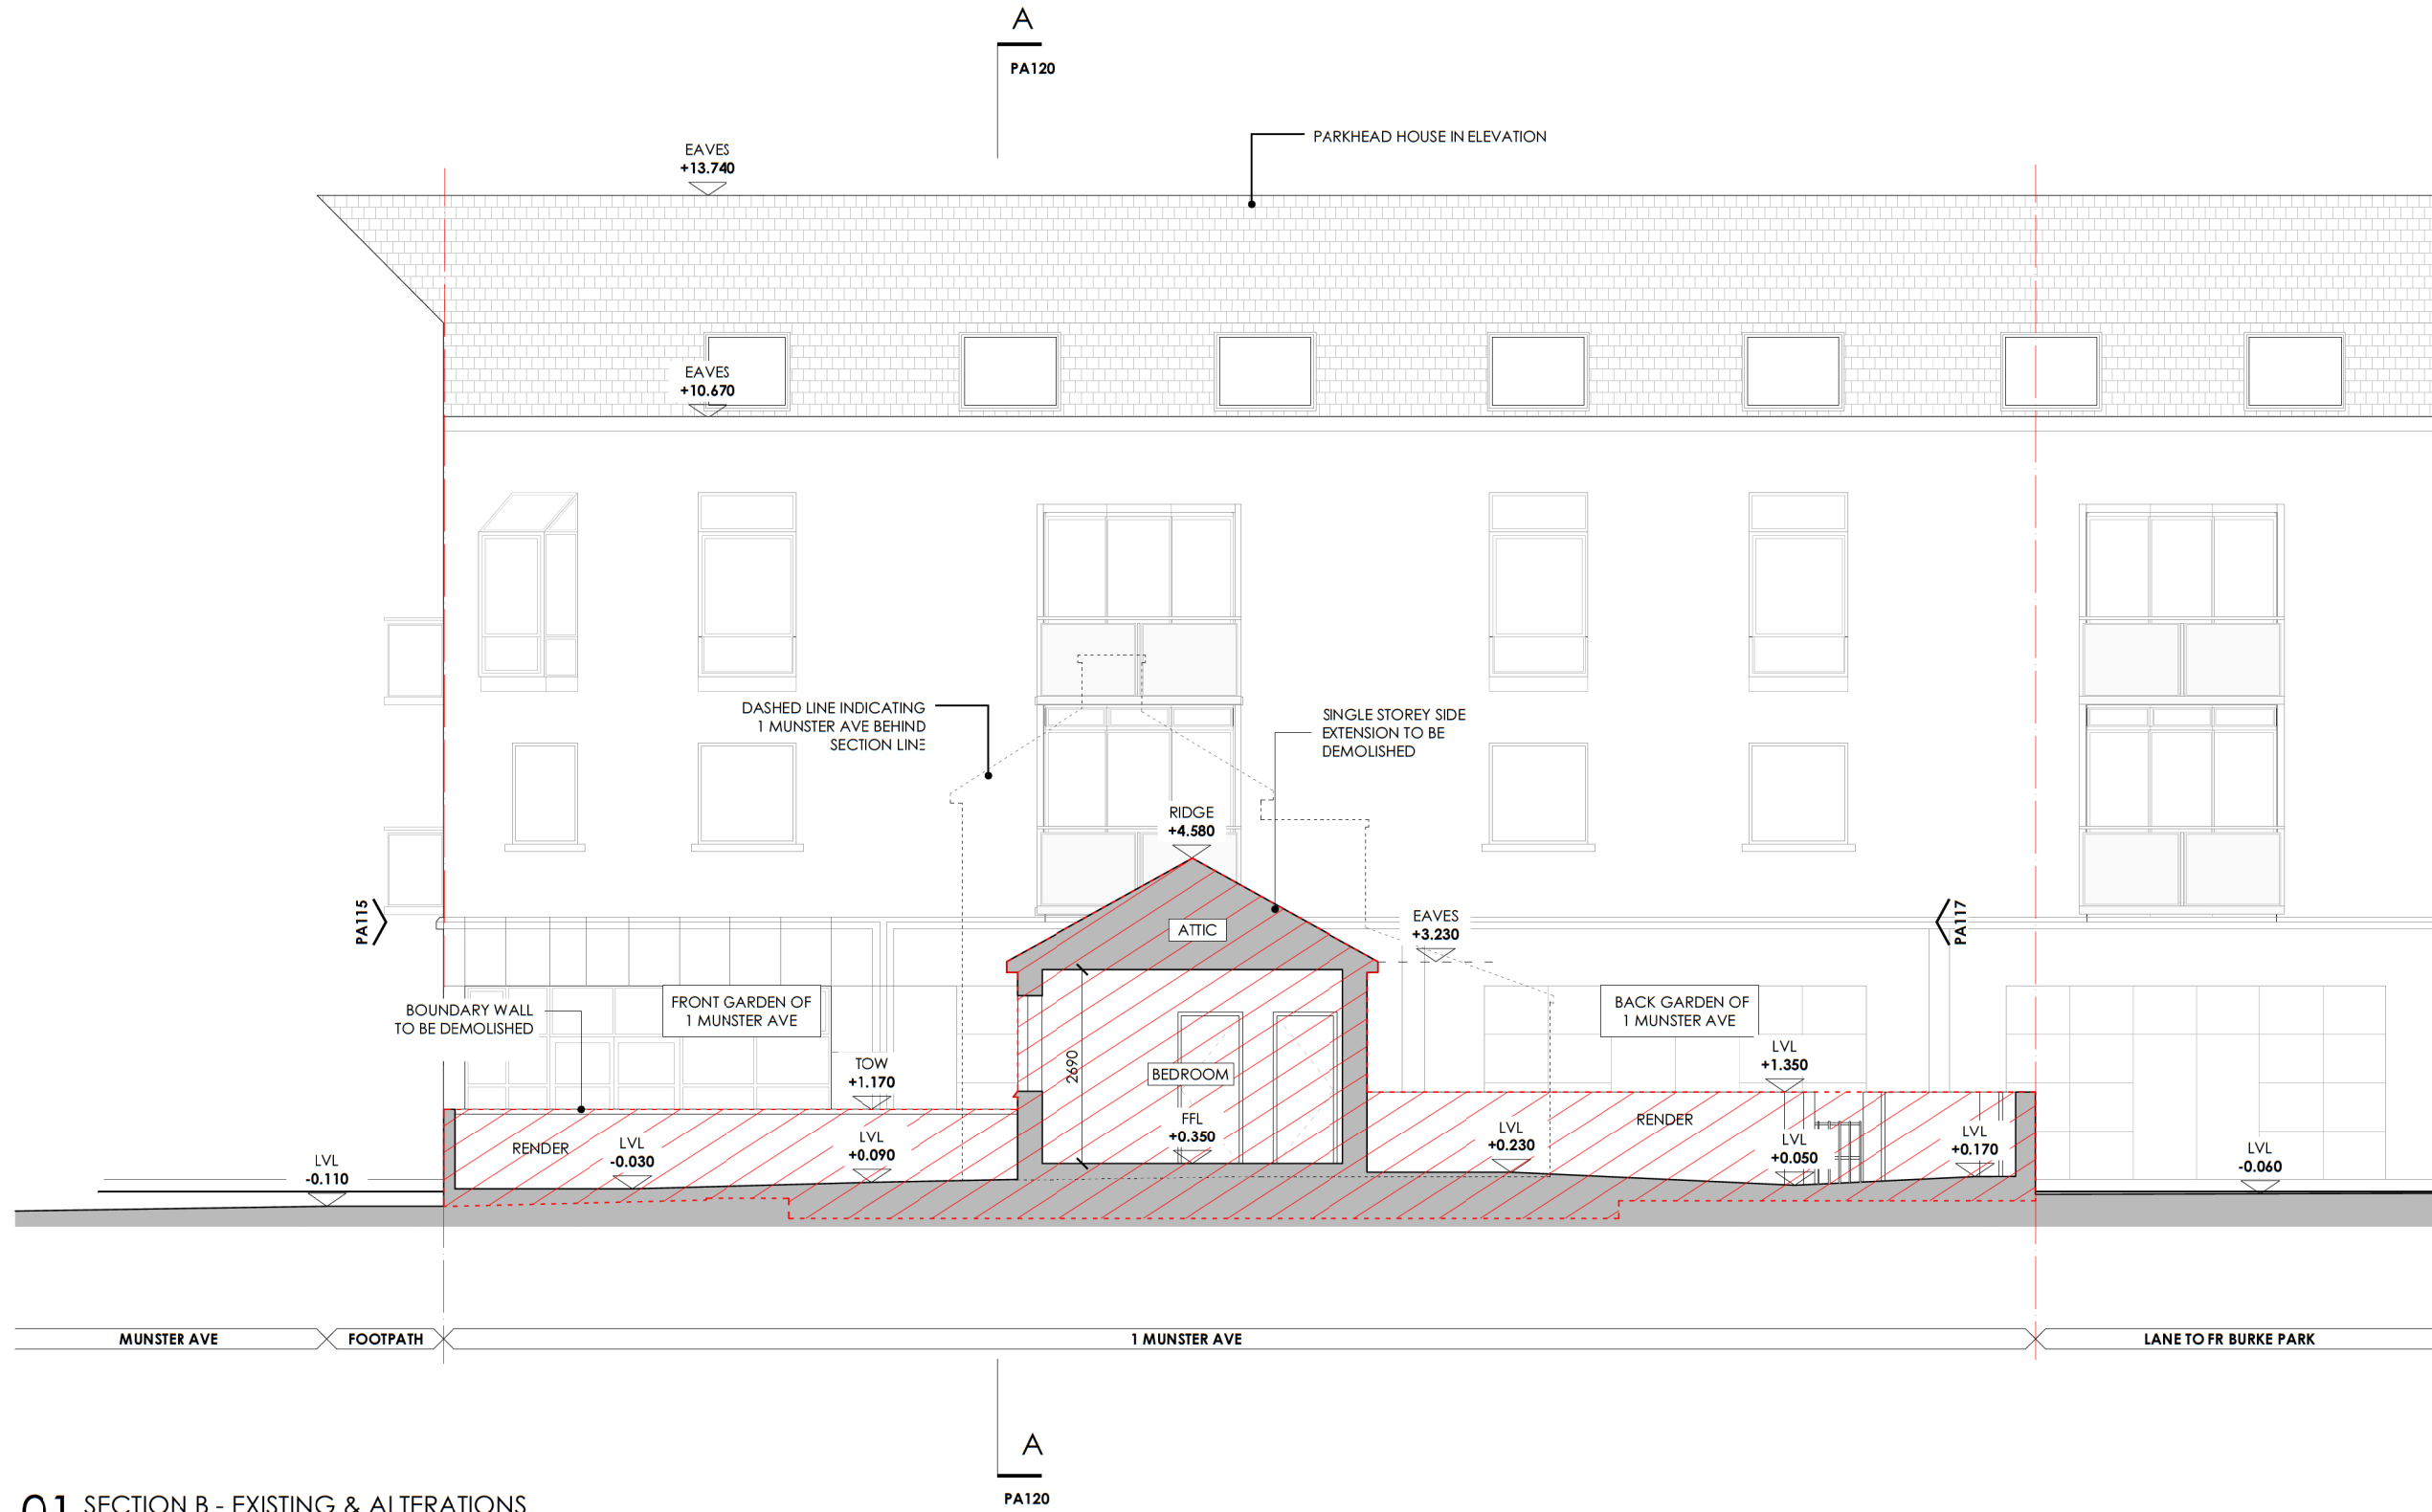 A
PA120
PARKHEAD HOUSE IN ELEVATION
EAVES
+13.740
EAVES
+10.670
DASHED LINE INDICATING
1 MUNSTER AVE BEHIND
SECTION LINE
SINGLE STOREY SIDE
EXTENSION TO BE
DEMOLISHED
RIDGE
+4.580
PA115
ATTIC
EAVES
+3.230
PA117
BOUNDARY WALL
TO BE DEMOLISHED
FRONT GARDEN OF
1 MUNSTER AVE
BACK GARDEN OF
1 MUNSTER AVE
TOW
+1.170
2690
BEDROOM
LVL
+1.350
RENDER
LVL
-0.030
LVL
+0.090
FFL
+0.350
LVL
+0.230
RENDER
LVL
+0.050
LVL
+0.170
LVL
-0.110
LVL
-0.060
MUNSTER AVE
FOOTPATH
1 MUNSTER AVE
LANE TO FR BURKE PARK
A
PA120
01 SECTION B - EXISTING & ALTERATIONS